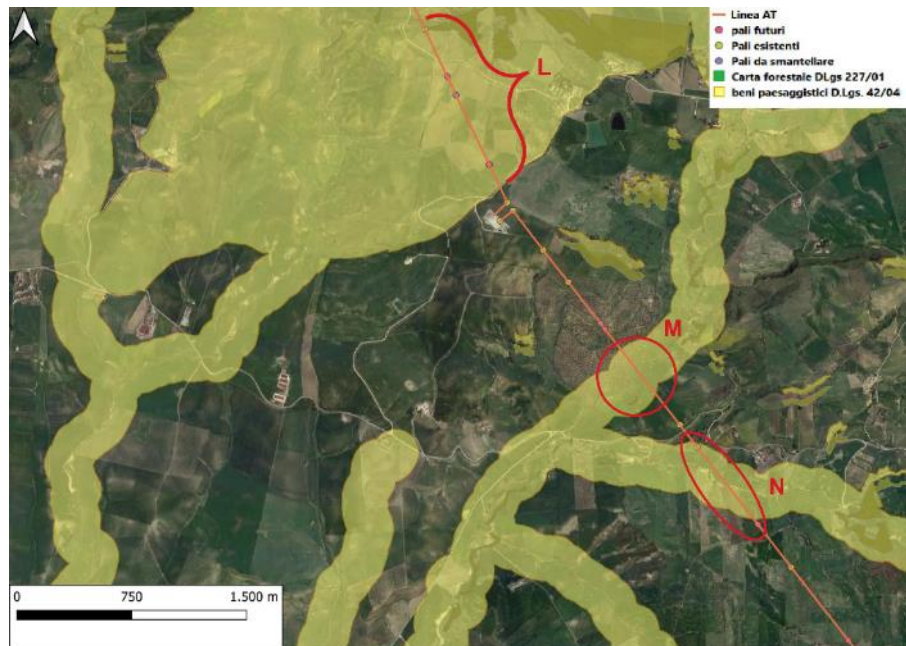 Linea AT
pali futuri
Pali esistenti
Pali da smantellare
Carta forestale DLgs 227/01
beni paesaggistici D.Lgs. 42/04
L
M
N
0 750 1.500 m